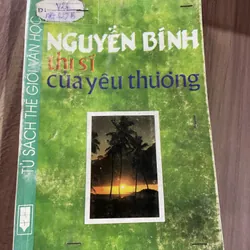 TỦ SÁCH THẾ GIỚI VĂN HỌC
NGUYỄN BÍNH
thi sĩ
của yêu thương